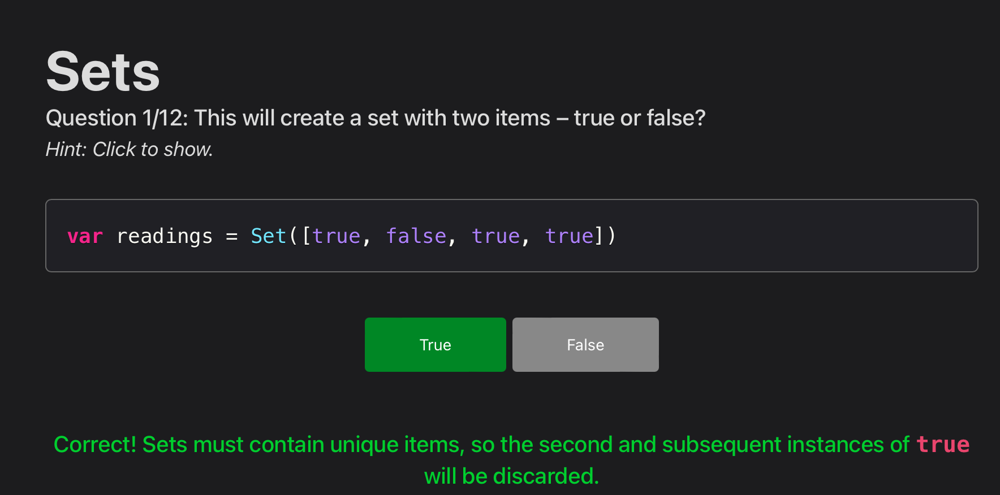 Sets
Question 1/12: This will create a set with two items – true or false?
Hint: Click to show.
var readings = Set([true, false, true, true])
True
False
Correct! Sets must contain unique items, so the second and subsequent instances of true
will be discarded.